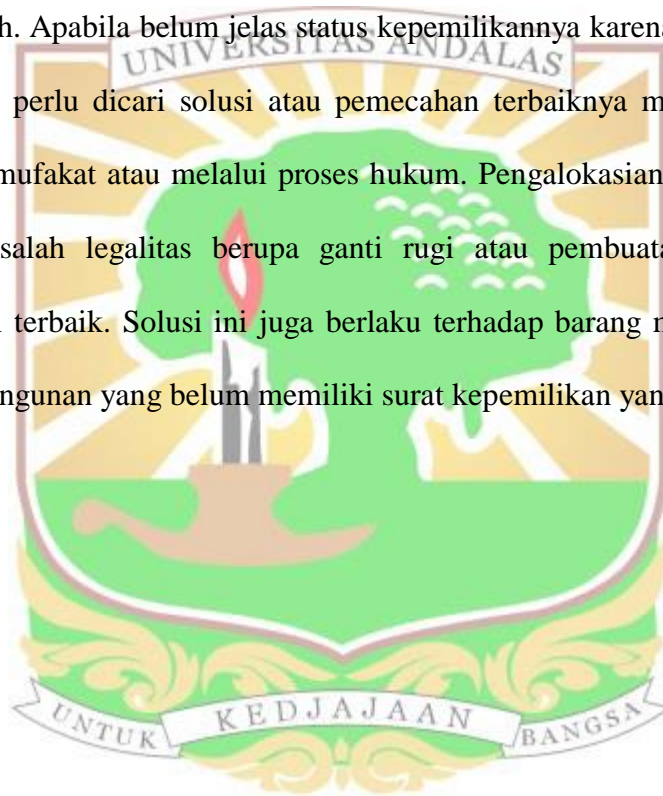 h. Apabila belum jelas status kepemilikannya karena
UNIVERSITAS ANDALAS
perlu dicari solusi atau pemecahan terbaiknya m
mufakat atau melalui proses hukum. Pengalokasian
salah legalitas berupa ganti rugi atau pembuata
terbaik. Solusi ini juga berlaku terhadap barang m
ngunan yang belum memiliki surat kepemilikan yan
UNTUK KEDJAJAAN BANGSA